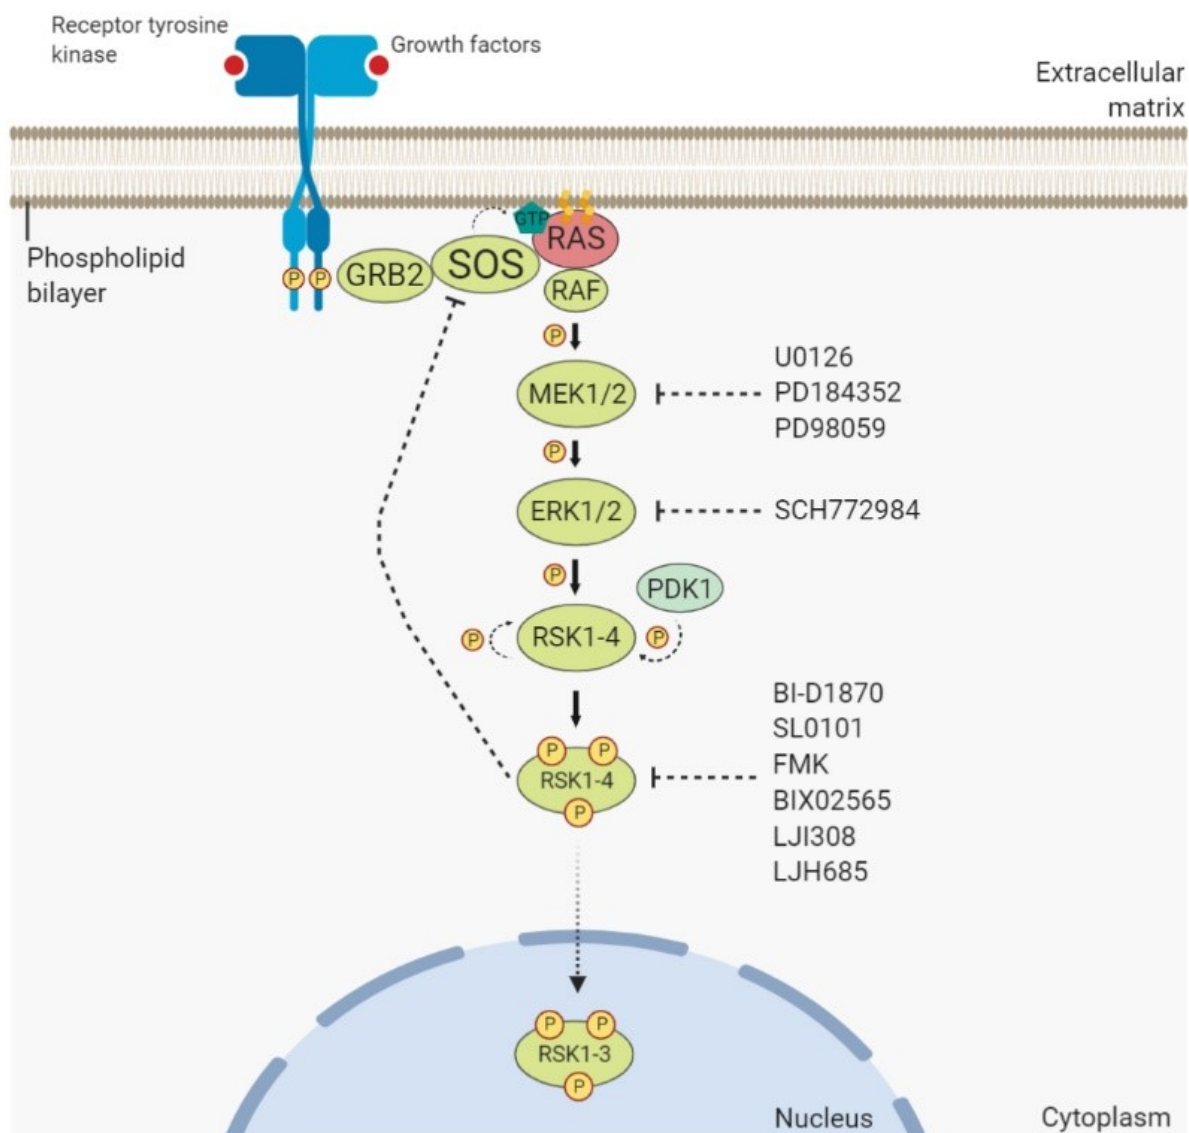 Receptor tyrosine
kinase
Growth factors
Extracellular
matrix
GTP
RAS
Phospholipid
bilayer
P
P
GRB2
SOS
RAF
P
MEK1/2
U0126
PD184352
PD98059
P
ERK1/2
SCH772984
P
PDK1
P
RSK1-4
P
BI-D1870
SL0101
FMK
BIX02565
LJI308
LJH685
P
P
RSK1-4
P
P
P
RSK1-3
P
Nucleus
Cytoplasm